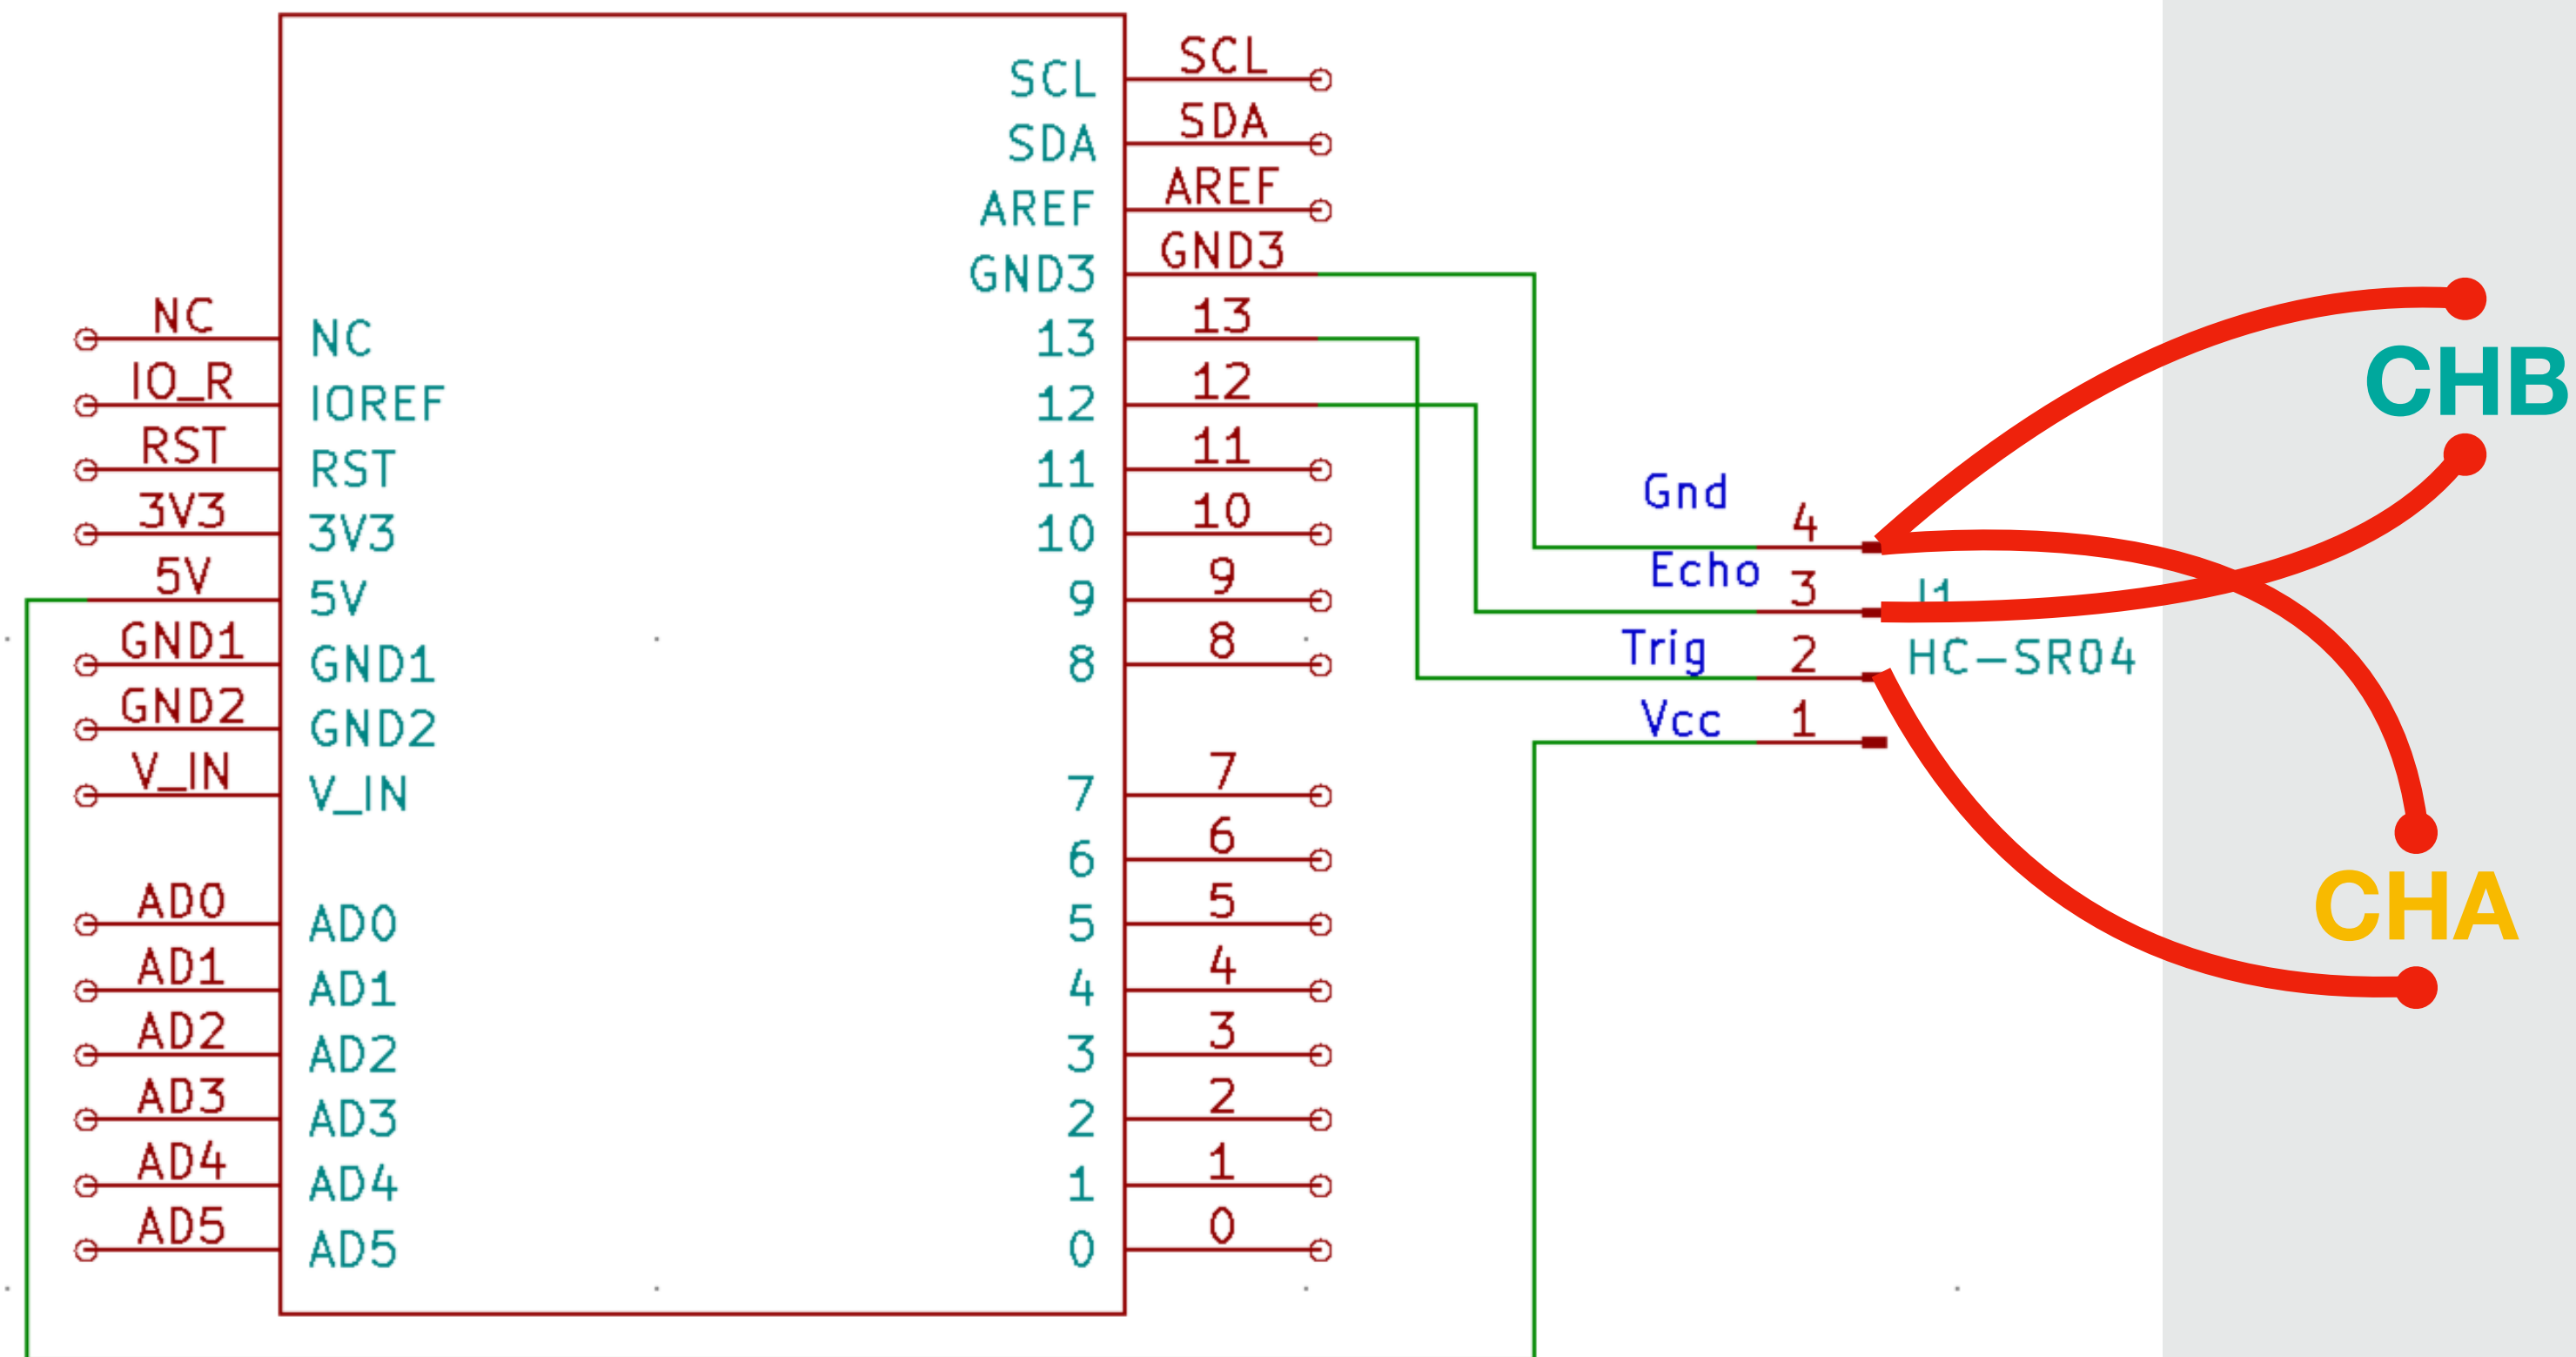 SCL
SCL
SDA
SDA
AREF
AREF
GND3
GND3
NC
NC
13
13
IO_R
IOREF
12
12
RST
RST
11
11
3V3
3V3
10
10
5V
5V
9
9
GND1
GND1
8
8
GND2
GND2
V_IN
V_IN
7
7
6
6
AD0
AD0
5
5
AD1
AD1
4
4
AD2
AD2
3
3
AD3
AD3
2
2
AD4
AD4
1
1
AD5
AD5
0
0
Gnd
4
Echo
3
Trig
2
Vcc
1
HC-SR04
CHB
CHA